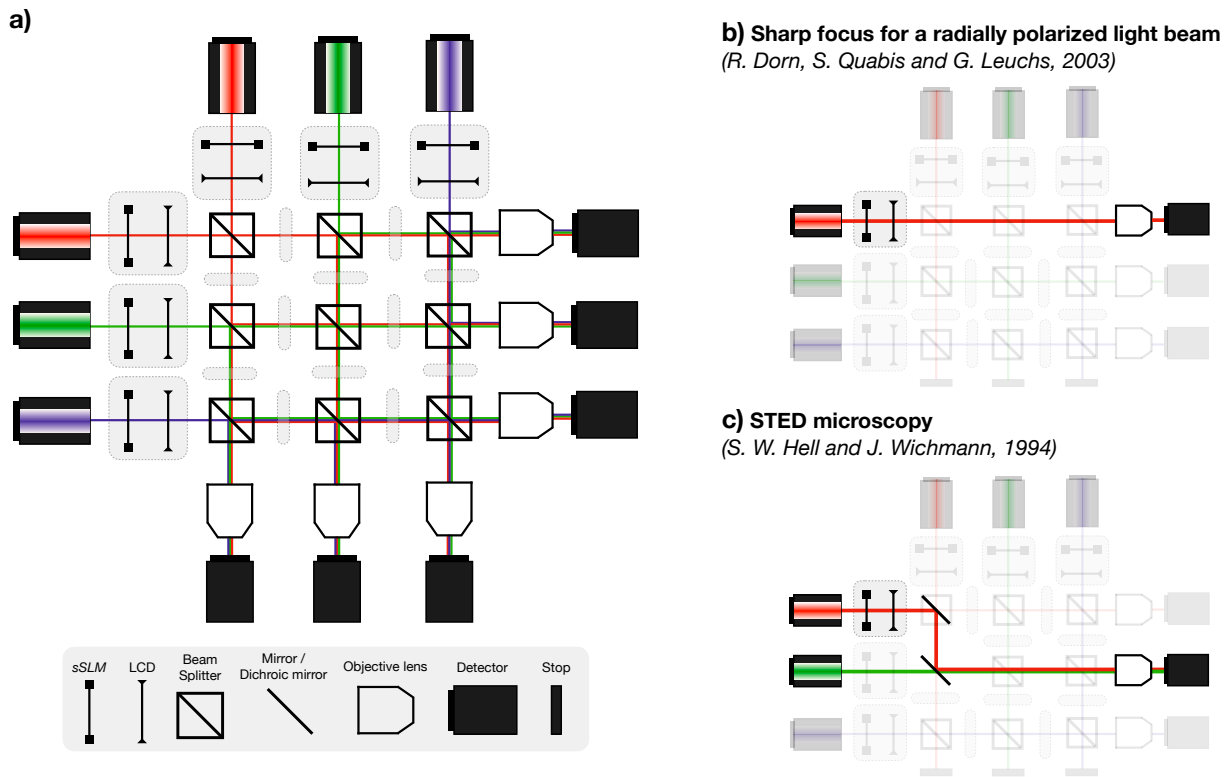 a)
b) Sharp focus for a radially polarized light beam
(R. Dorn, S. Quabis and G. Leuchs, 2003)
c) STED microscopy
(S. W. Hell and J. Wichmann, 1994)
sSLM
LCD
Beam
Splitter
Mirror /
Dichroic mirror
Objective lens
Detector
Stop